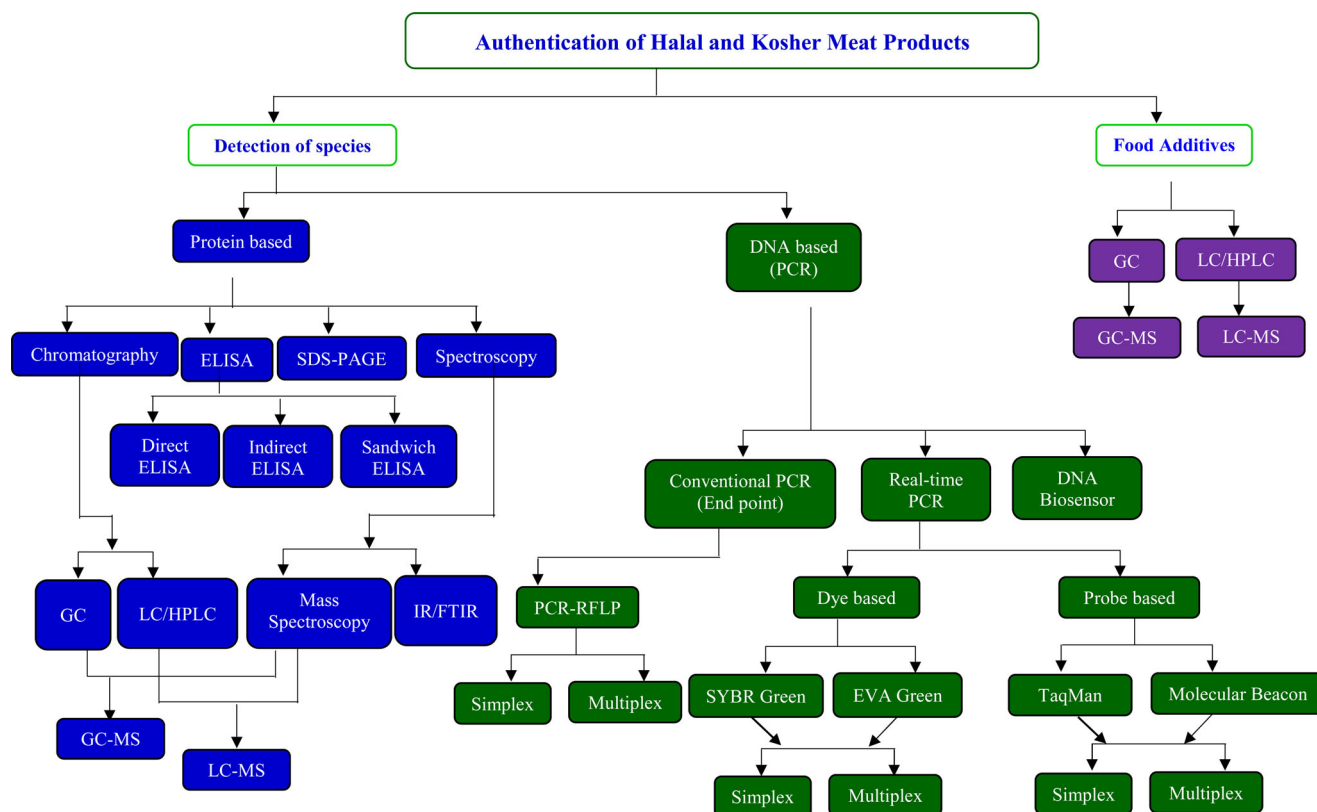 Authentication of Halal and Kosher Meat Products
Detection of species
Food Additives
Protein based
DNA based
(PCR)
GC
LC/HPLC
GC-MS
LC-MS
Chromatography
ELISA
SDS-PAGE
Spectroscopy
Direct
ELISA
Indirect
ELISA
Sandwich
ELISA
Conventional PCR
(End point)
Real-time
PCR
DNA
Biosensor
GC
LC/HPLC
Mass
Spectroscopy
IR/FTIR
PCR-RFLP
Dye based
Probe based
Simplex
Multiplex
SYBR Green
EVA Green
TaqMan
Molecular Beacon
GC-MS
LC-MS
Simplex
Multiplex
Simplex
Multiplex